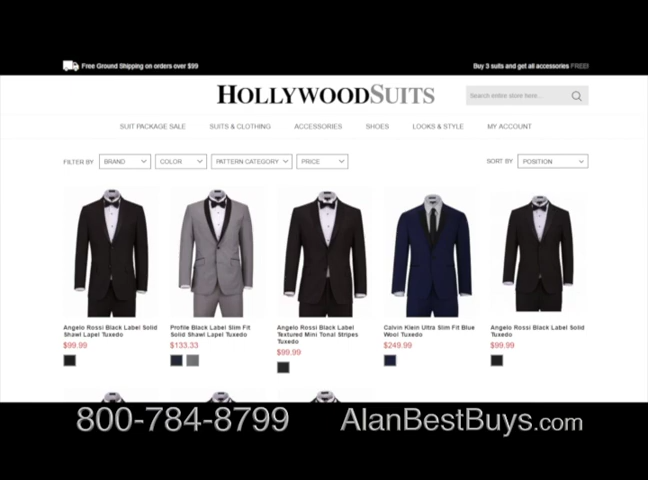 Free Ground Shipping on orders over $99
Buy 3 suits and get all accessories FREE!
HOLLYWOODSUITS
Search entire store here...
SUIT PACKAGE SALE SUITS & CLOTHING ACCESSORIES SHOES LOOKS & STYLE MY ACCOUNT
FILTER BY BRAND COLOR PATTERN CATEGORY PRICE SORT BY POSITION
Angelo Rossi Black Label Solid
Shawl Lapel Tuxedo
$99.99
Profile Black Label Slim Fit
Solid Shawl Lapel Tuxedo
$133.33
Angelo Rossi Black Label
Textured Mini Tonal Stripes
Tuxedo
$99.99
Calvin Klein Ultra Slim Fit Blue
Wool Tuxedo
$249.99
Angelo Rossi Black Label Solid
Tuxedo
$99.99
800-784-8799 AlanBestBuys.com